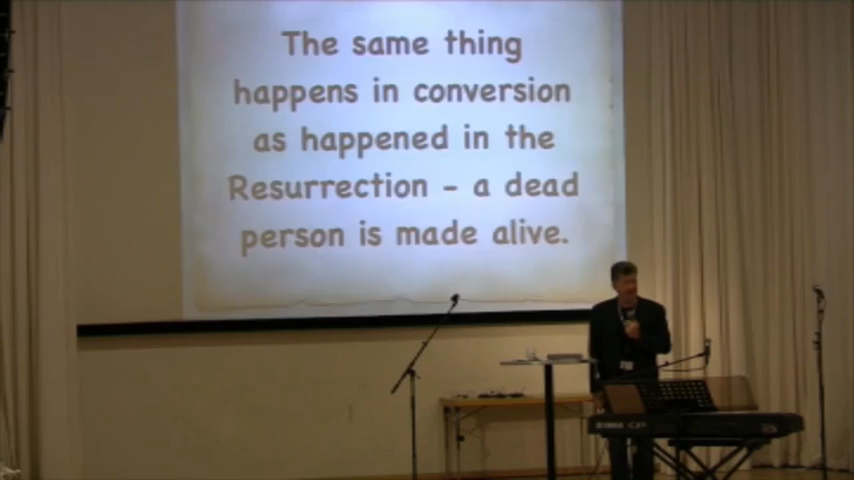 The same thing
happens in conversion
as happened in the
Resurrection - a dead
person is made alive.